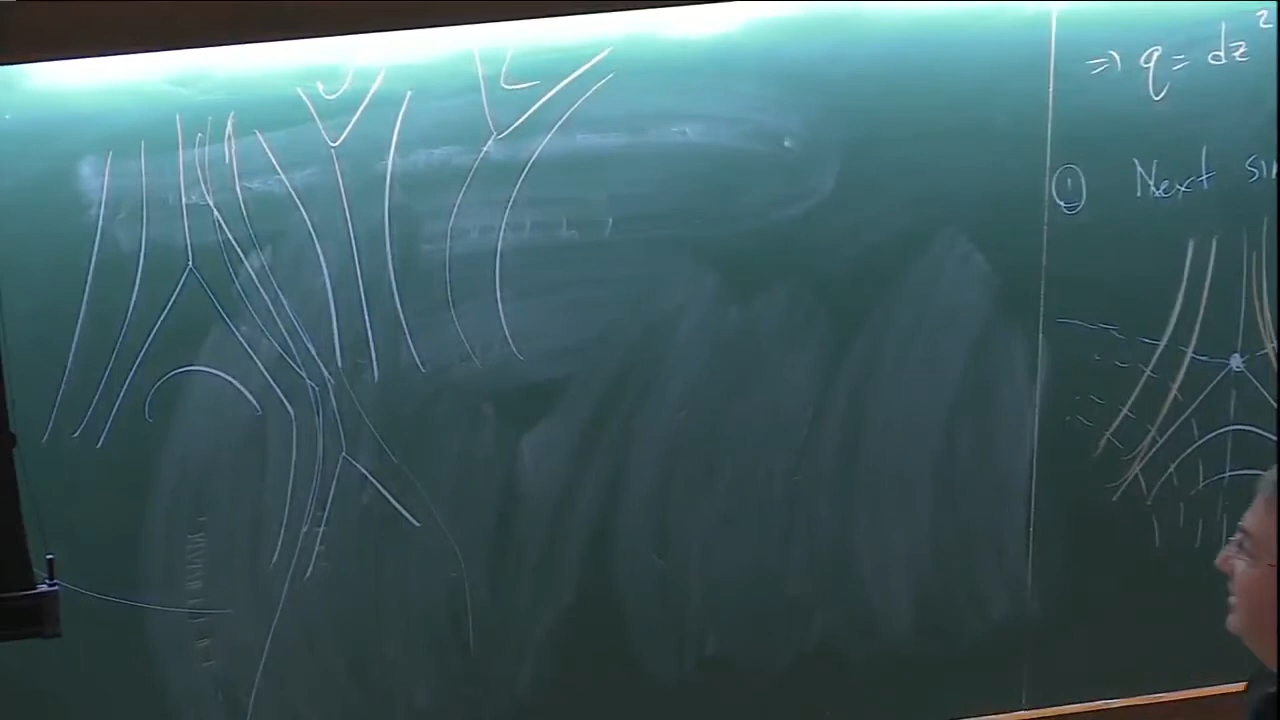 ⇒ q = dz²
① Next